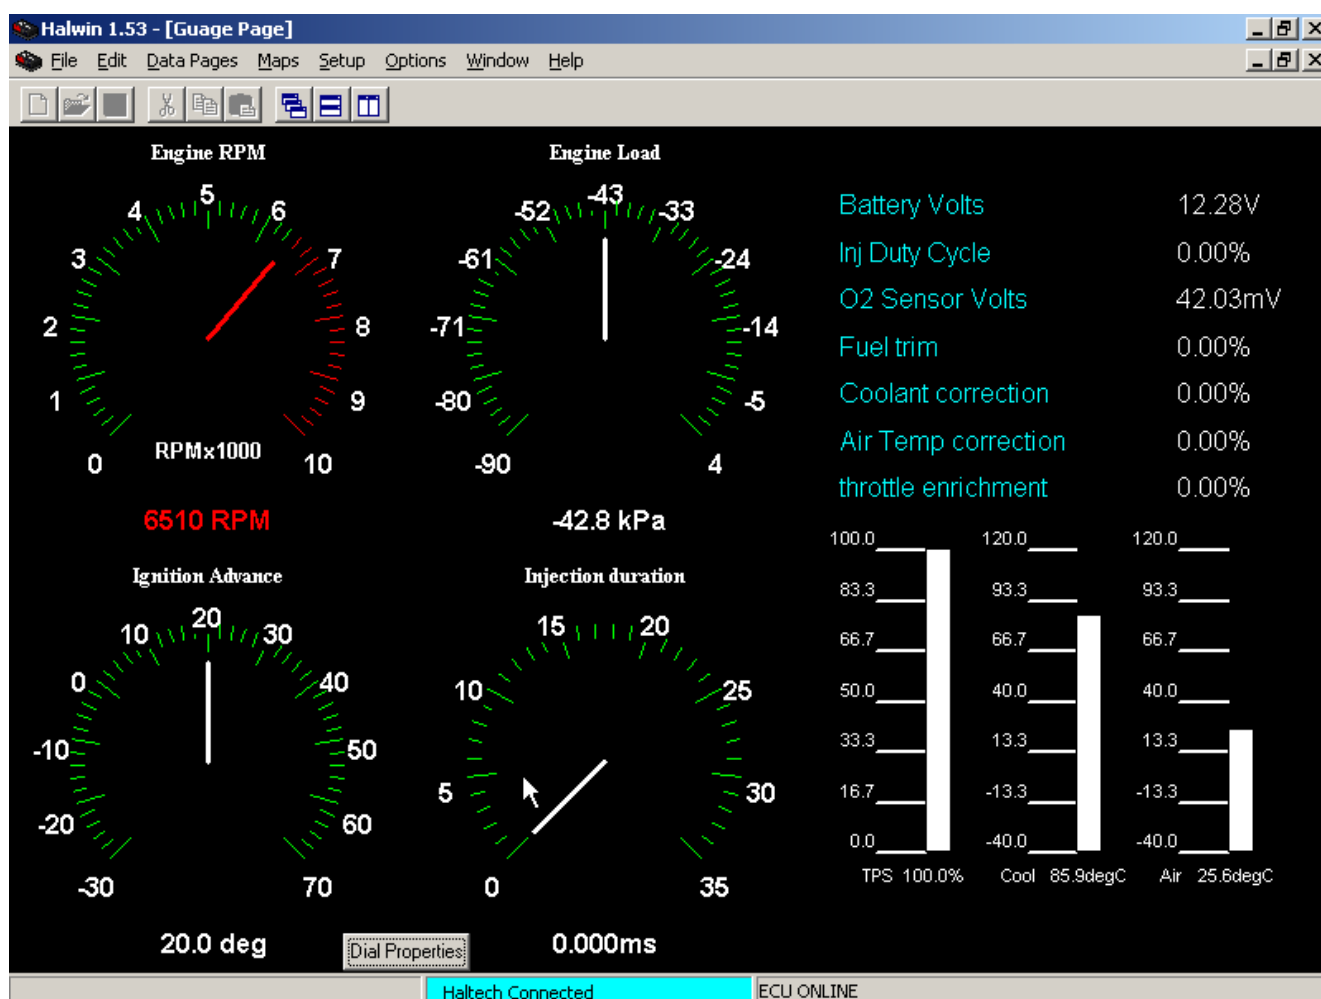 Halwin 1.53 - [Guage Page]
File Edit Data Pages Maps Setup Options Window Help
Engine RPM
0 1 2 3 4 5 6 7 8 9 10
RPMx1000
6510 RPM
Engine Load
-90 -80 -71 -61 -52 -43 -33 -24 -14 -5 4
-42.8 kPa
Battery Volts 12.28V
Inj Duty Cycle 0.00%
O2 Sensor Volts 42.03mV
Fuel trim 0.00%
Coolant correction 0.00%
Air Temp correction 0.00%
throttle enrichment 0.00%
Ignition Advance
-30 -20 -10 0 10 20 30 40 50 60 70
20.0 deg
Injection duration
0 5 10 15 20 25 30 35
0.000ms
100.0 120.0 120.0
83.3 93.3 93.3
66.7 66.7 66.7
50.0 40.0 40.0
33.3 13.3 13.3
16.7 -13.3 -13.3
0.0 -40.0 -40.0
TPS 100.0% Cool 85.9degC Air 25.6degC
Dial Properties
Haltech Connected ECU ONLINE